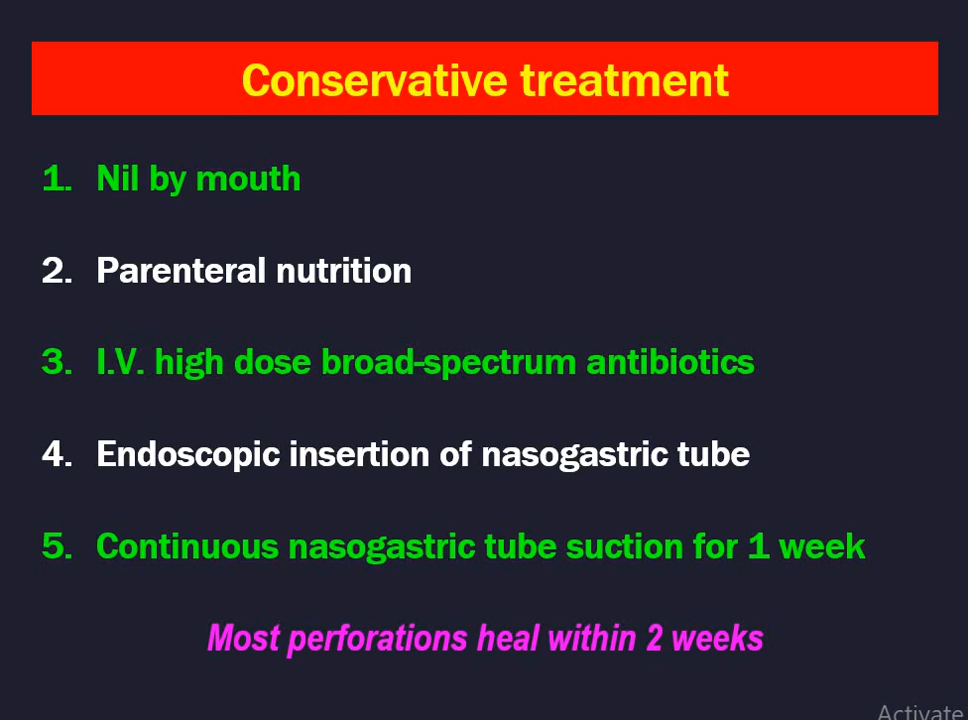 Conservative treatment
1. Nil by mouth
2. Parenteral nutrition
3. I.V. high dose broad-spectrum antibiotics
4. Endoscopic insertion of nasogastric tube
5. Continuous nasogastric tube suction for 1 week
Most perforations heal within 2 weeks
Activate